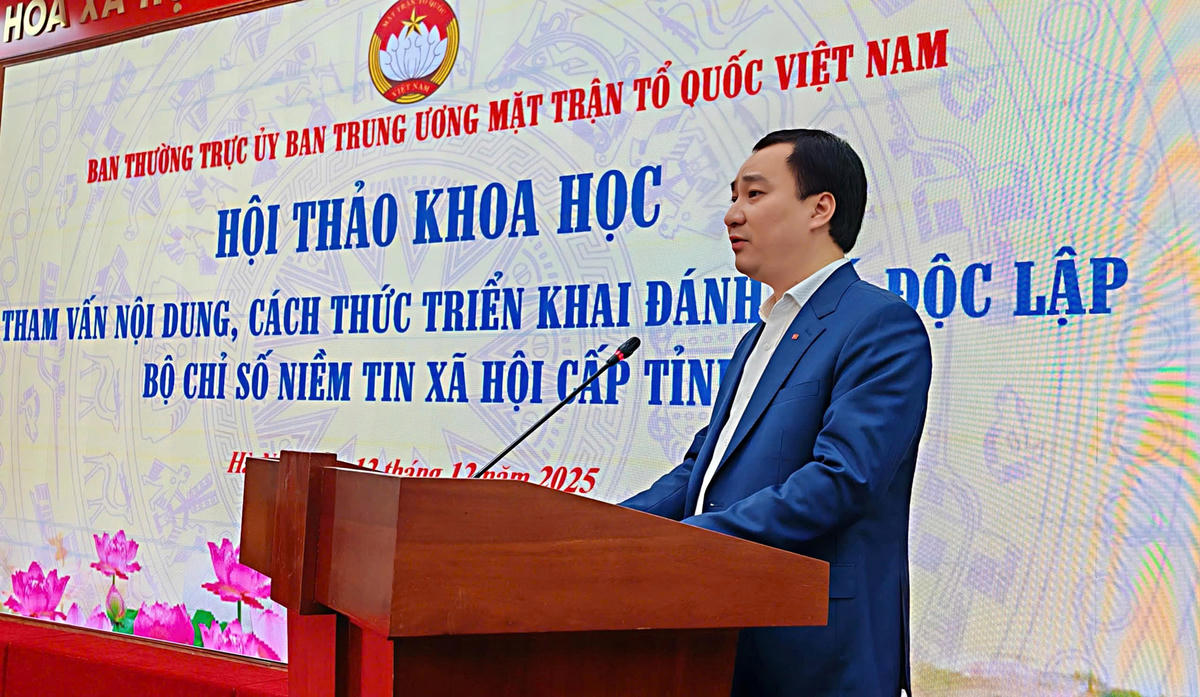 HÒA XÃ
MẶT TRẬN TỔ QUỐC
VIỆT NAM
BAN THƯỜNG TRỰC ỦY BAN TRUNG ƯƠNG MẶT TRẬN TỔ QUỐC VIỆT NAM
HỘI THẢO KHOA HỌC
THAM VẤN NỘI DUNG, CÁCH THỨC TRIỂN KHAI ĐÁNH ĐỘC LẬP
BỘ CHỈ SỐ NIỀM TIN XÃ HỘI CẤP TỈN
12 tháng 12 năm 2025